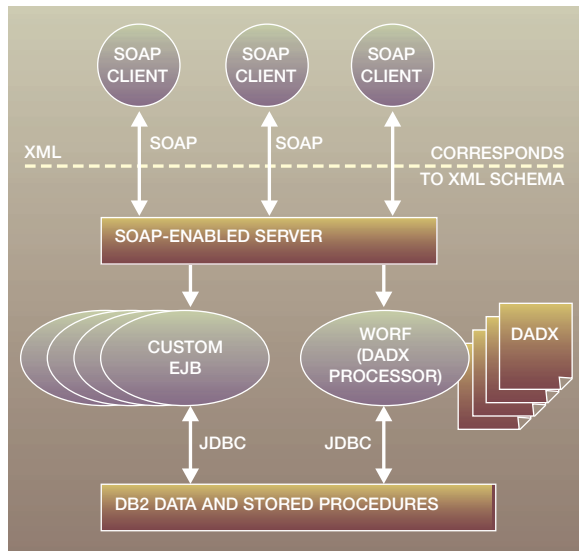 SOAP
CLIENT
SOAP
CLIENT
SOAP
CLIENT
SOAP
SOAP
XML
CORRESPONDS
TO XML SCHEMA
SOAP-ENABLED SERVER
CUSTOM
EJB
WORF
(DADX
PROCESSOR)
DADX
JDBC
JDBC
DB2 DATA AND STORED PROCEDURES